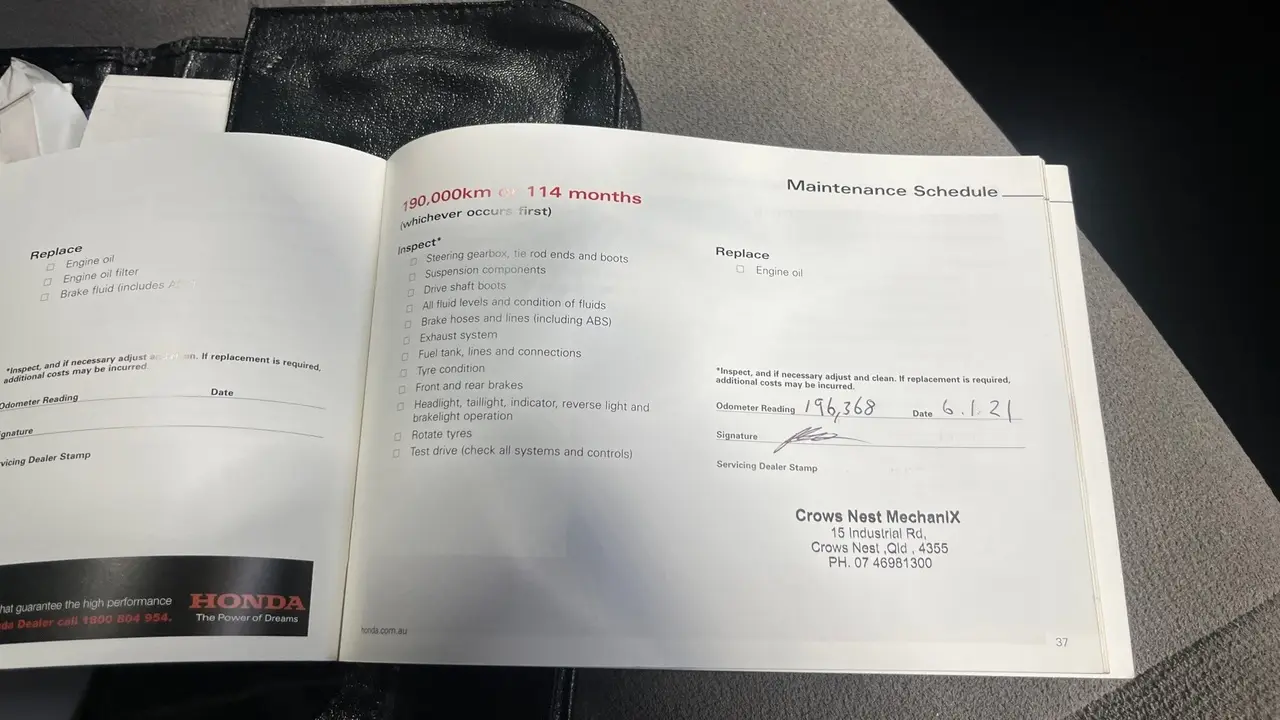 Replace
Engine oil
Engine oil filter
Brake fluid (includes
*Inspect, and if necessary adjust and clean. If replacement is required,
additional costs may be incurred.
Odometer Reading Date
gnature
vicing Dealer Stamp
hat guarantee the high performance
da Dealer call 1800 804 954.
HONDA
The Power of Dreams
Maintenance Schedule
190,000km or 114 months
(whichever occurs first)
Inspect*
Steering gearbox, tie rod ends and boots
Suspension components
Drive shaft boots
All fluid levels and condition of fluids
Brake hoses and lines (including ABS)
Exhaust system
Fuel tank, lines and connections
Tyre condition
Front and rear brakes
Headlight, taillight, indicator, reverse light and
brakelight operation
Rotate tyres
Test drive (check all systems and controls)
honda.com.au
Replace
Engine oil
*Inspect, and if necessary adjust and clean. If replacement is required,
additional costs may be incurred.
Odometer Reading 196,368 Date 6.1.21
Signature
Servicing Dealer Stamp
Crows Nest MechaniX
15 Industrial Rd,
Crows Nest ,Qld , 4355
PH. 07 46981300
37